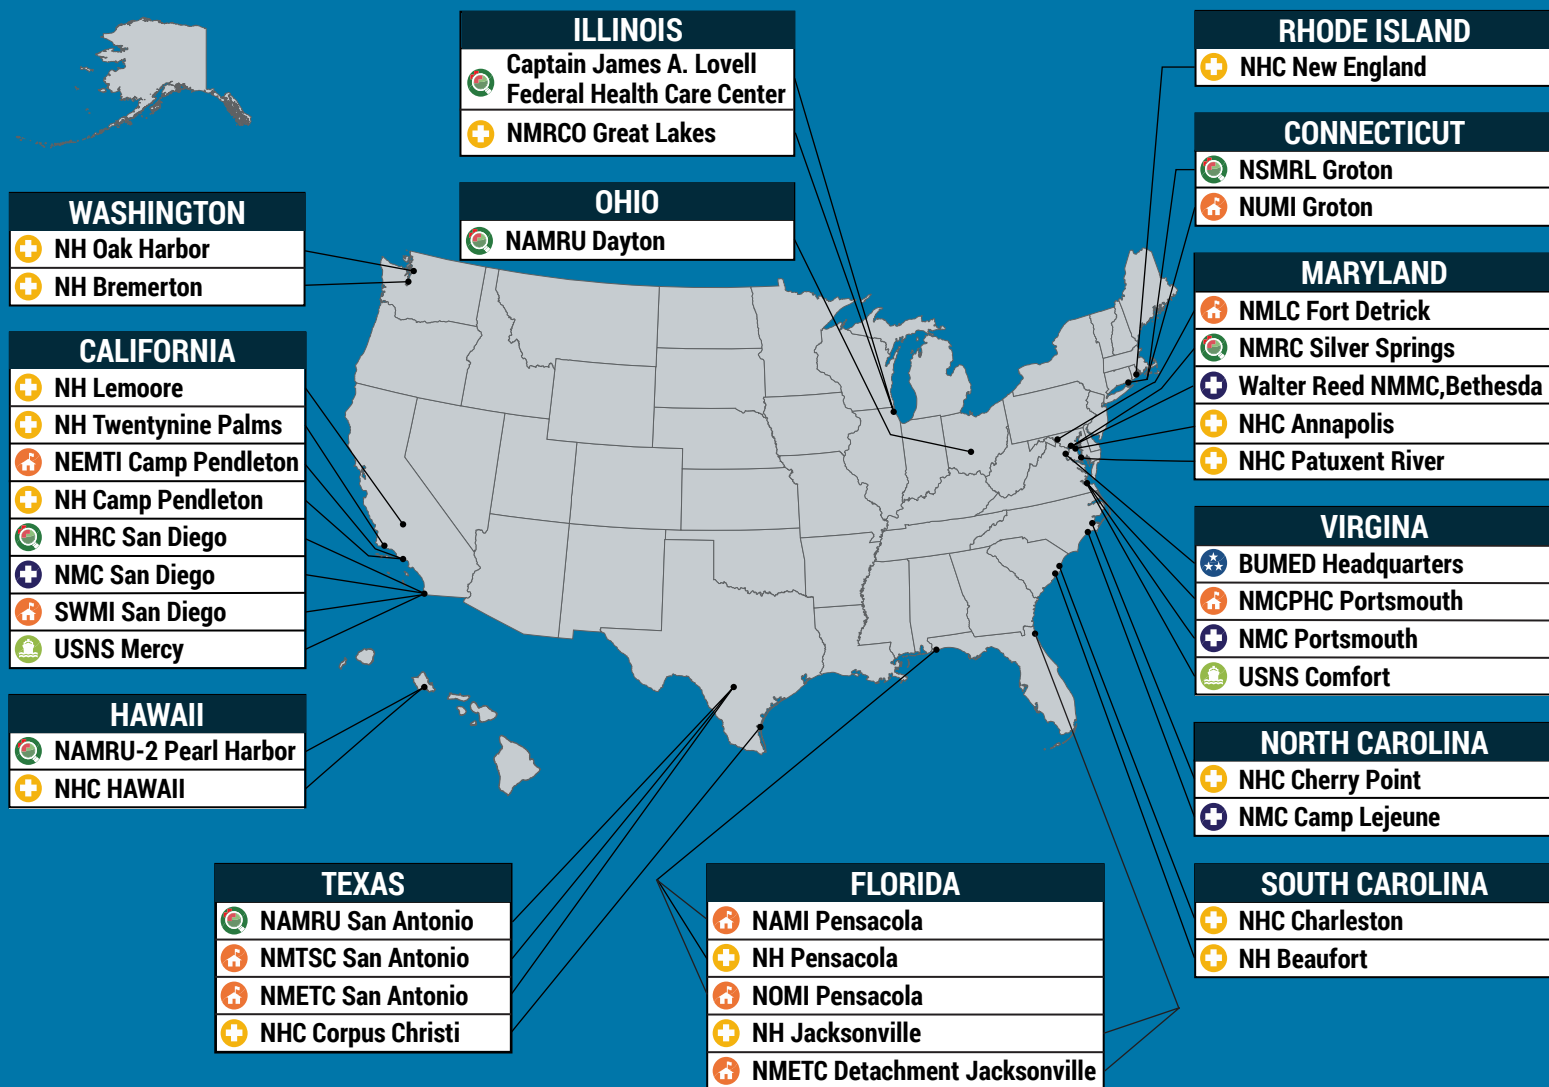 ILLINOIS
Captain James A. Lovell
Federal Health Care Center
NMRCO Great Lakes
OHIO
NAMRU Dayton
RHODE ISLAND
NHC New England
CONNECTICUT
NSMRL Groton
NUMI Groton
WASHINGTON
NH Oak Harbor
NH Bremerton
CALIFORNIA
NH Lemoore
NH Twentynine Palms
NEMTI Camp Pendleton
NH Camp Pendleton
NHRC San Diego
NMC San Diego
SWMI San Diego
USNS Mercy
HAWAII
NAMRU-2 Pearl Harbor
NHC HAWAII
MARYLAND
NMLC Fort Detrick
NMRC Silver Springs
Walter Reed NMMC,Bethesda
NHC Annapolis
NHC Patuxent River
VIRGINA
BUMED Headquarters
NMCPHC Portsmouth
NMC Portsmouth
USNS Comfort
NORTH CAROLINA
NHC Cherry Point
NMC Camp Lejeune
SOUTH CAROLINA
NHC Charleston
NH Beaufort
TEXAS
NAMRU San Antonio
NMTSC San Antonio
NMETC San Antonio
NHC Corpus Christi
FLORIDA
NAMI Pensacola
NH Pensacola
NOMI Pensacola
NH Jacksonville
NMETC Detachment Jacksonville